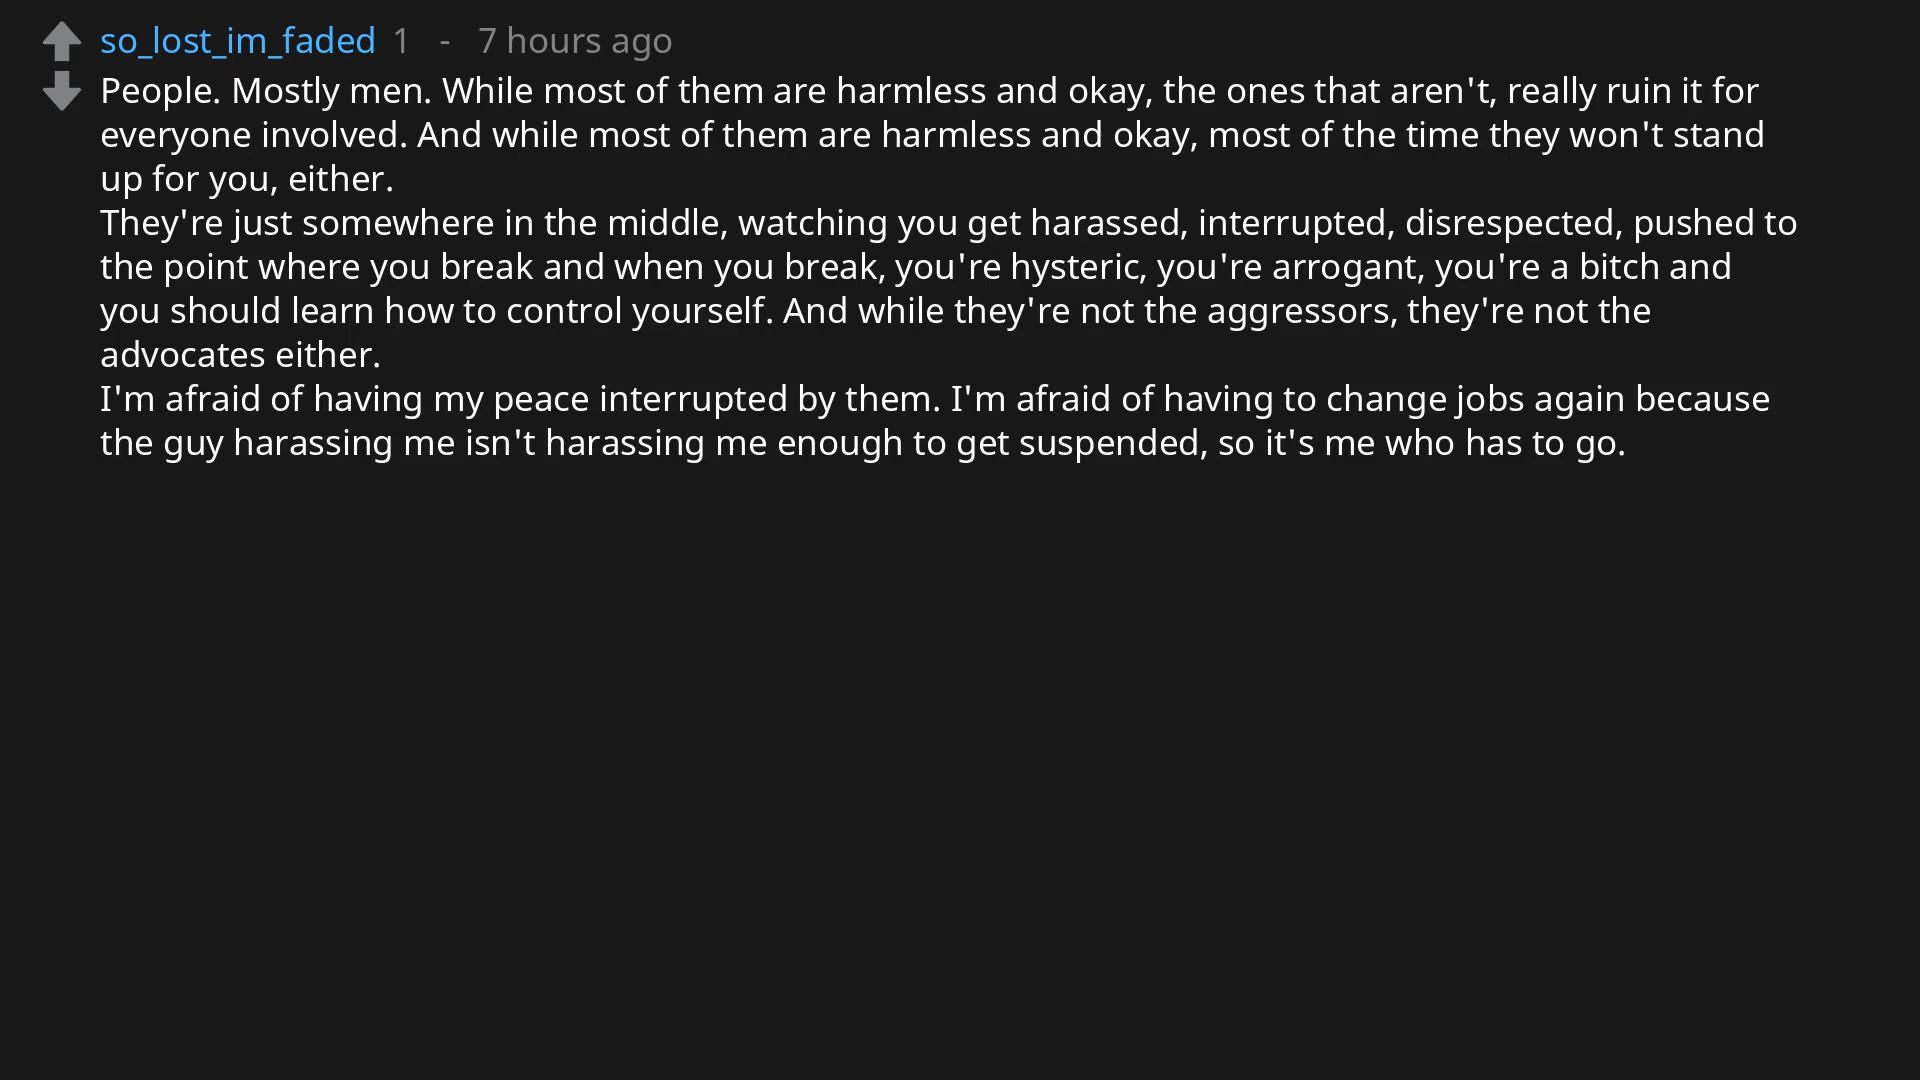 so_lost_im_faded 1 - 7 hours ago
People. Mostly men. While most of them are harmless and okay, the ones that aren't, really ruin it for
everyone involved. And while most of them are harmless and okay, most of the time they won't stand
up for you, either.
They're just somewhere in the middle, watching you get harassed, interrupted, disrespected, pushed to
the point where you break and when you break, you're hysteric, you're arrogant, you're a bitch and
you should learn how to control yourself. And while they're not the aggressors, they're not the
advocates either.
I'm afraid of having my peace interrupted by them. I'm afraid of having to change jobs again because
the guy harassing me isn't harassing me enough to get suspended, so it's me who has to go.